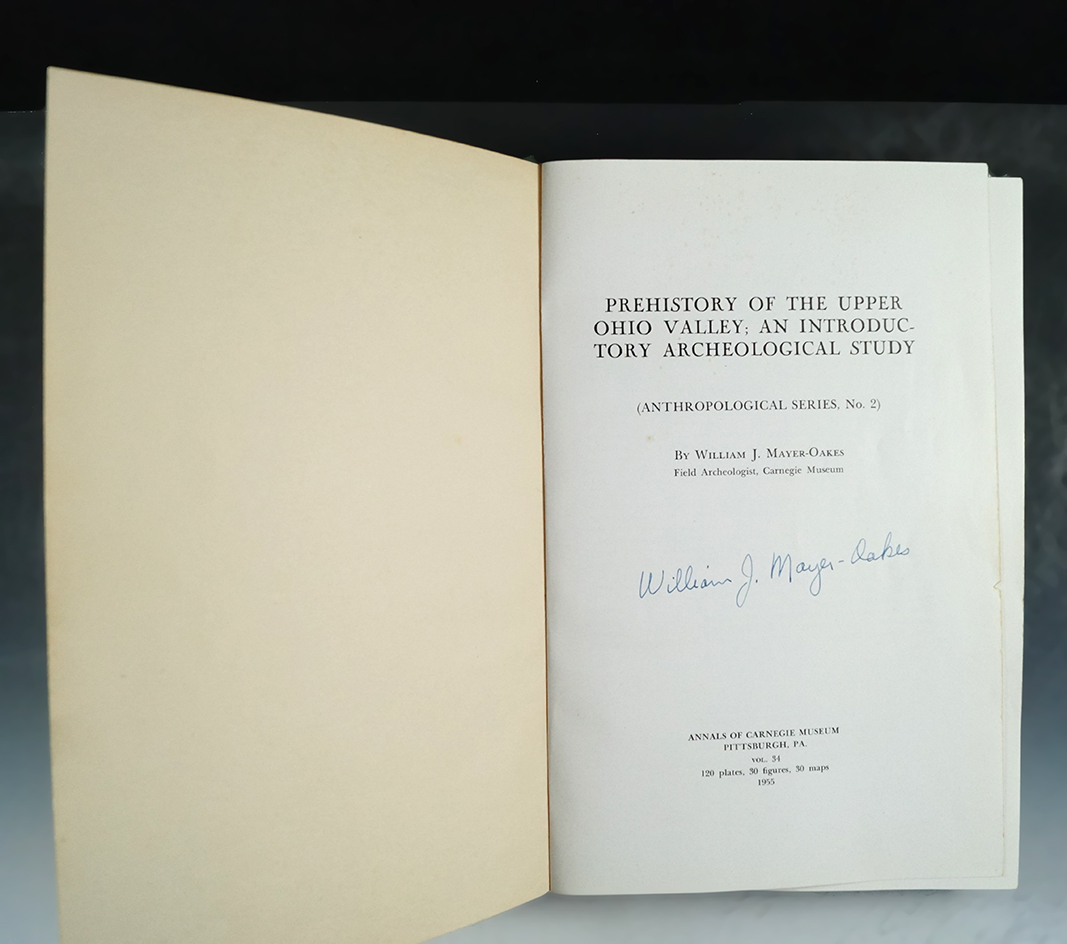 PREHISTORY OF THE UPPER
OHIO VALLEY; AN INTRODUC-
TORY ARCHEOLOGICAL STUDY
(ANTHROPOLOGICAL SERIES, No. 2)
By William J. Mayer-Oakes
Field Archeologist, Carnegie Museum
William J. Mayer-Oakes
ANNALS OF CARNEGIE MUSEUM
PITTSBURGH, PA.
VOL. 34
120 plates, 30 figures, 30 maps
1955